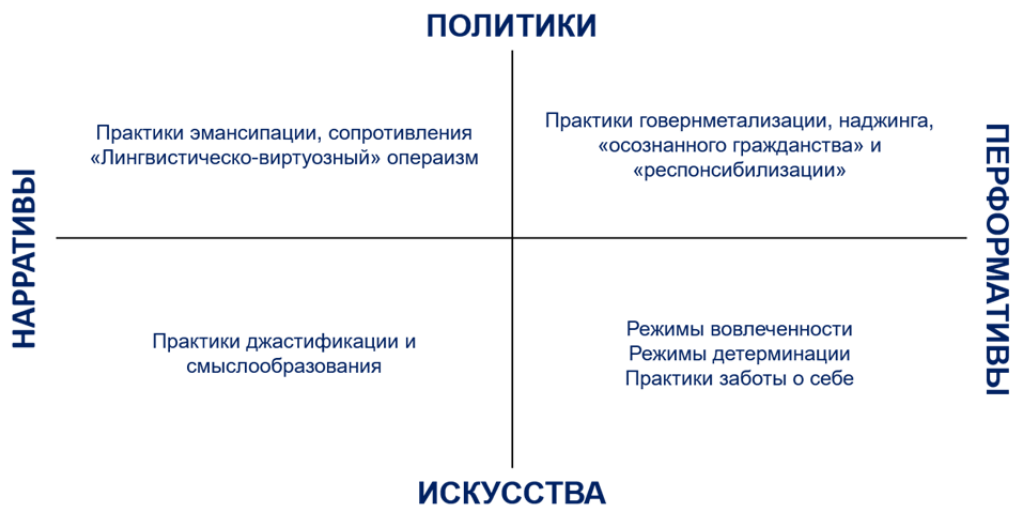 ПОЛИТИКИ
Практики эмансипации, сопротивления
«Лингвистическо-виртуозный» операизм
Практики говернметализации, наджинга,
«осознанного гражданства» и
«респонсибилизации»
НАРРАТИВЫ
ПЕРФОРМАТИВЫ
Практики джастификации и
смыслообразования
Режимы вовлеченности
Режимы детерминации
Практики заботы о себе
ИСКУССТВА